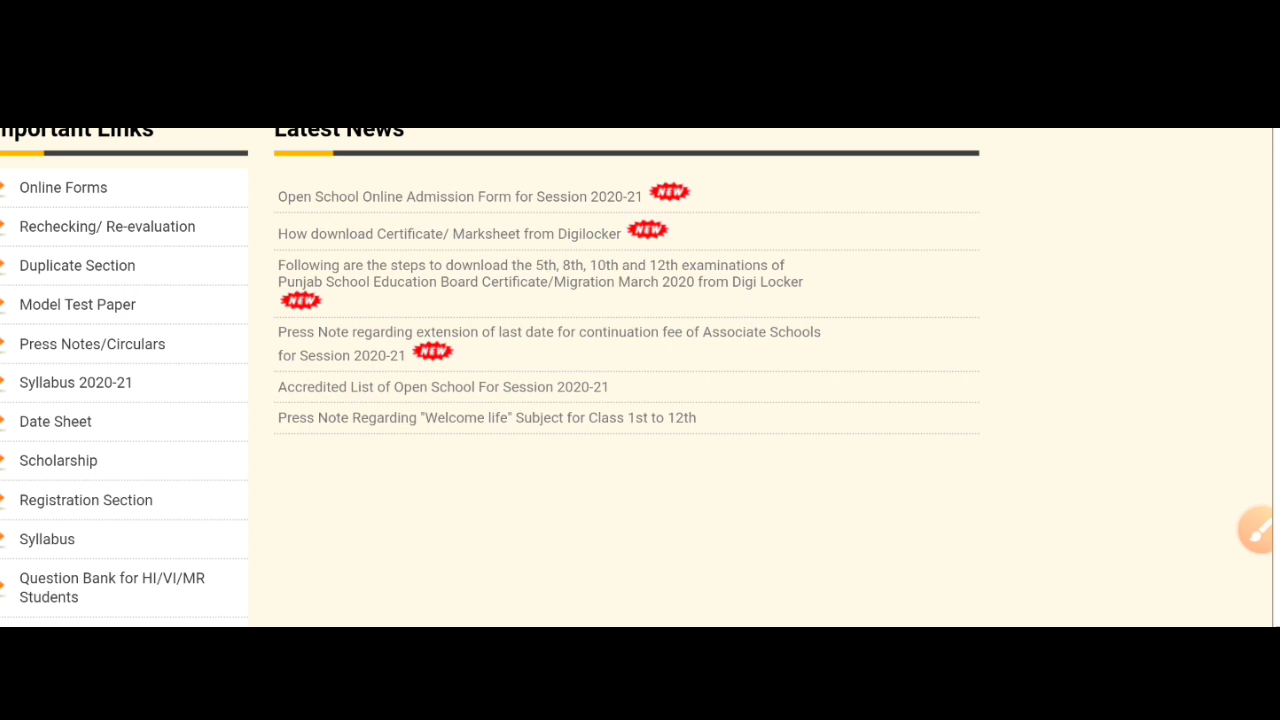 mportant Links
Online Forms
Rechecking/ Re-evaluation
Duplicate Section
Model Test Paper
Press Notes/Circulars
Syllabus 2020-21
Date Sheet
Scholarship
Registration Section
Syllabus
Question Bank for HI/VI/MR
Students
Latest News
Open School Online Admission Form for Session 2020-21 NEW
How download Certificate/ Marksheet from Digilocker NEW
Following are the steps to download the 5th, 8th, 10th and 12th examinations of
Punjab School Education Board Certificate/Migration March 2020 from Digi Locker
NEW
Press Note regarding extension of last date for continuation fee of Associate Schools
for Session 2020-21 NEW
Accredited List of Open School For Session 2020-21
Press Note Regarding "Welcome life" Subject for Class 1st to 12th